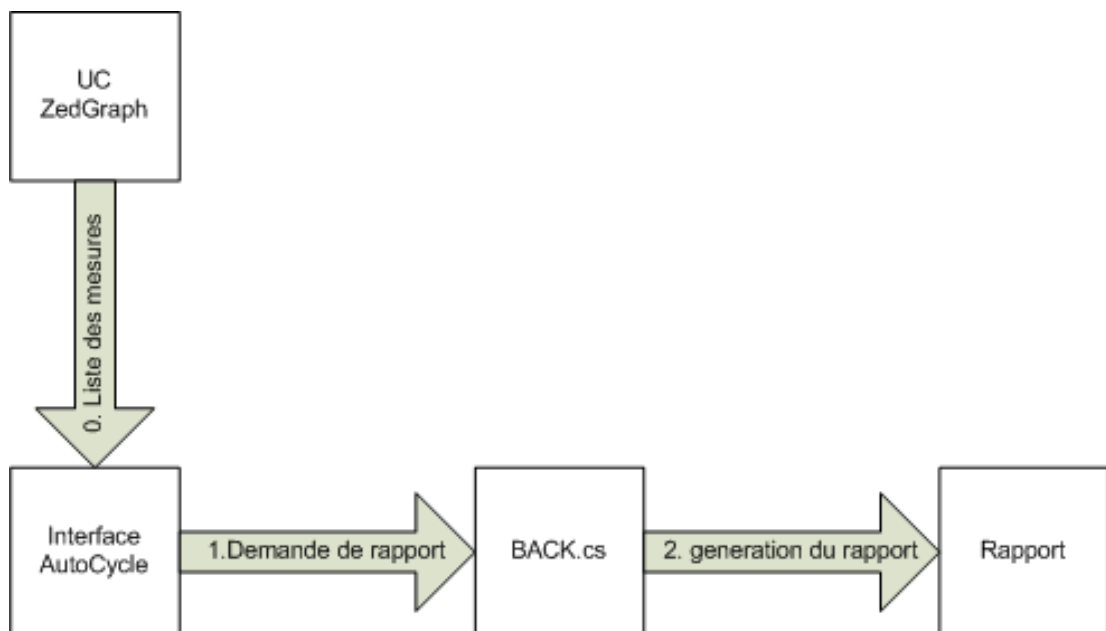 UC
ZedGraph
0. Liste des mesures
Interface
AutoCycle
1.Demande de rapport
BACK.cs
2. generation du rapport
Rapport